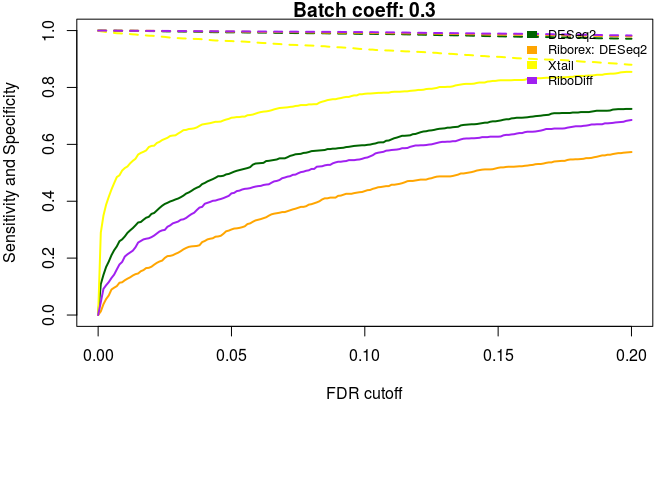 Batch coeff: 0.3
Sensitivity and Specificity
1.0
0.8
0.6
0.4
0.2
0.0
DESeq2
Riborex: DESeq2
Xtail
RiboDiff
0.00 0.05 0.10 0.15 0.20
FDR cutoff